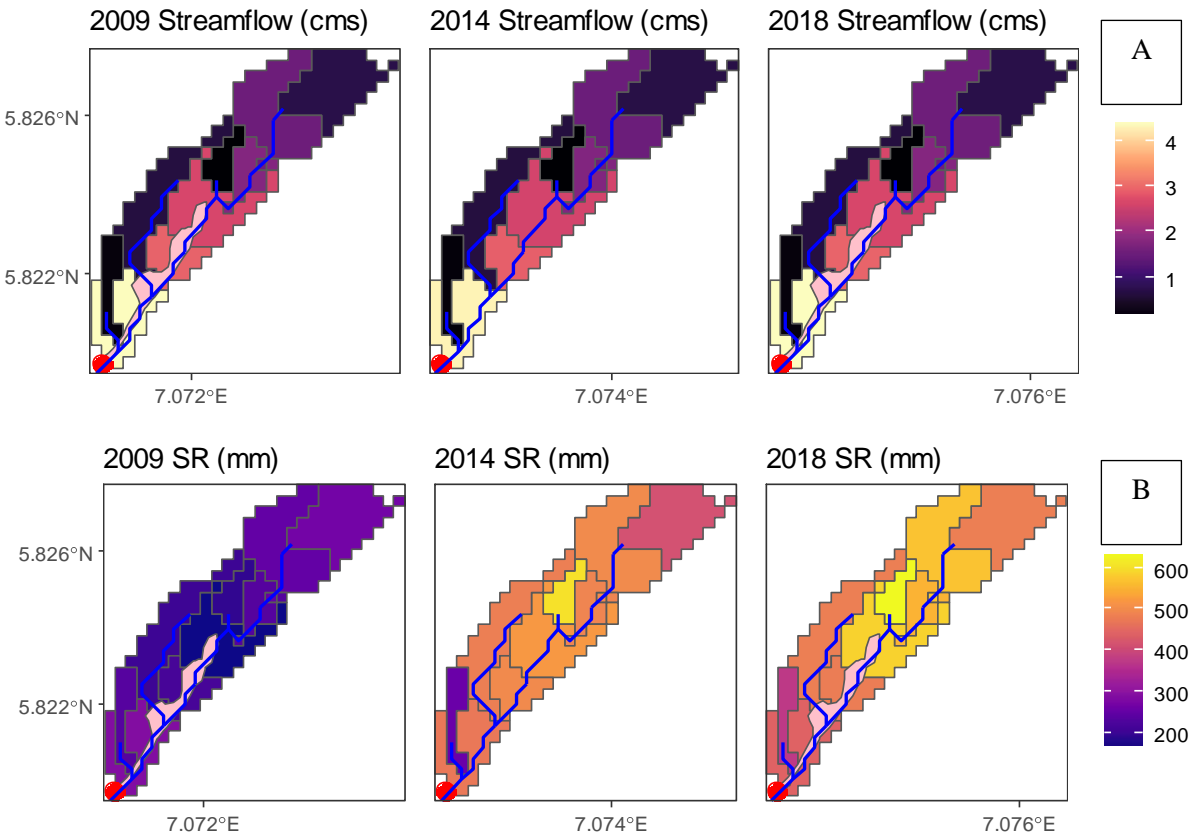 2009 Streamflow (cms)
2014 Streamflow (cms)
2018 Streamflow (cms)
A
5.826°N
5.822°N
4
3
2
1
7.072°E
7.074°E
7.076°E
2009 SR (mm)
2014 SR (mm)
2018 SR (mm)
B
5.826°N
5.822°N
600
500
400
300
200
7.072°E
7.074°E
7.076°E